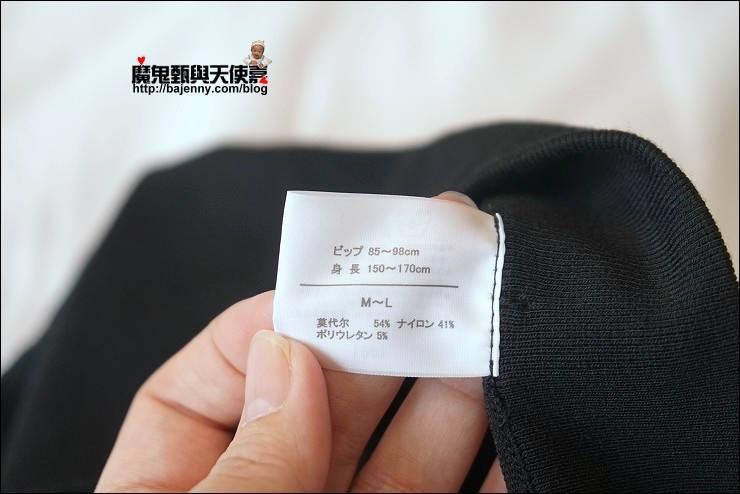 魔鬼甄與天使嘉
http://bajenny.com/blog
ビップ 85～98cm
身 長 150～170cm
M～L
莫代尔 54% ナイロン 41%
ポリウレタン 5%